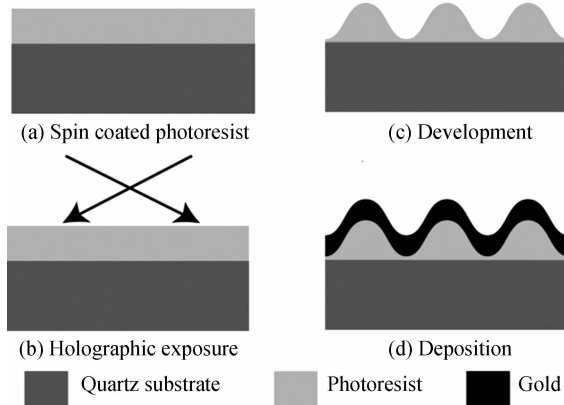 (a) Spin coated photoresist
(c) Development
(b) Holographic exposure
(d) Deposition
Quartz substrate
Photoresist
Gold